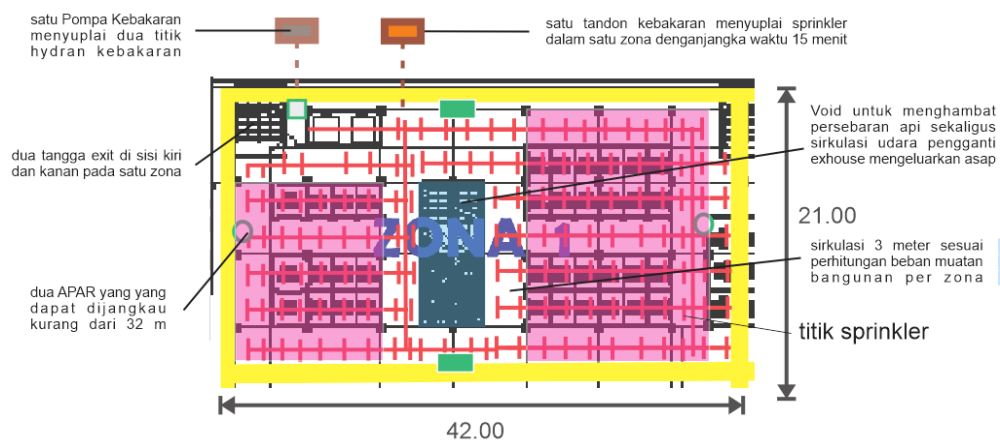 satu Pompa Kebakaran
menyuplai dua titik
hydran kebakaran
satu tandon kebakaran menyuplai sprinkler
dalam satu zona denganjangka waktu 15 menit
Void untuk menghambat
persebaran api sekaligus
sirkulasi udara pengganti
exhouse mengeluarkan asap
dua tangga exit di sisi kiri
dan kanan pada satu zona
21.00
ZONA 1
sirkulasi 3 meter sesuai
perhitungan beban muatan
bangunan per zona
dua APAR yang yang
dapat dijangkau
kurang dari 32 m
titik sprinkler
42.00